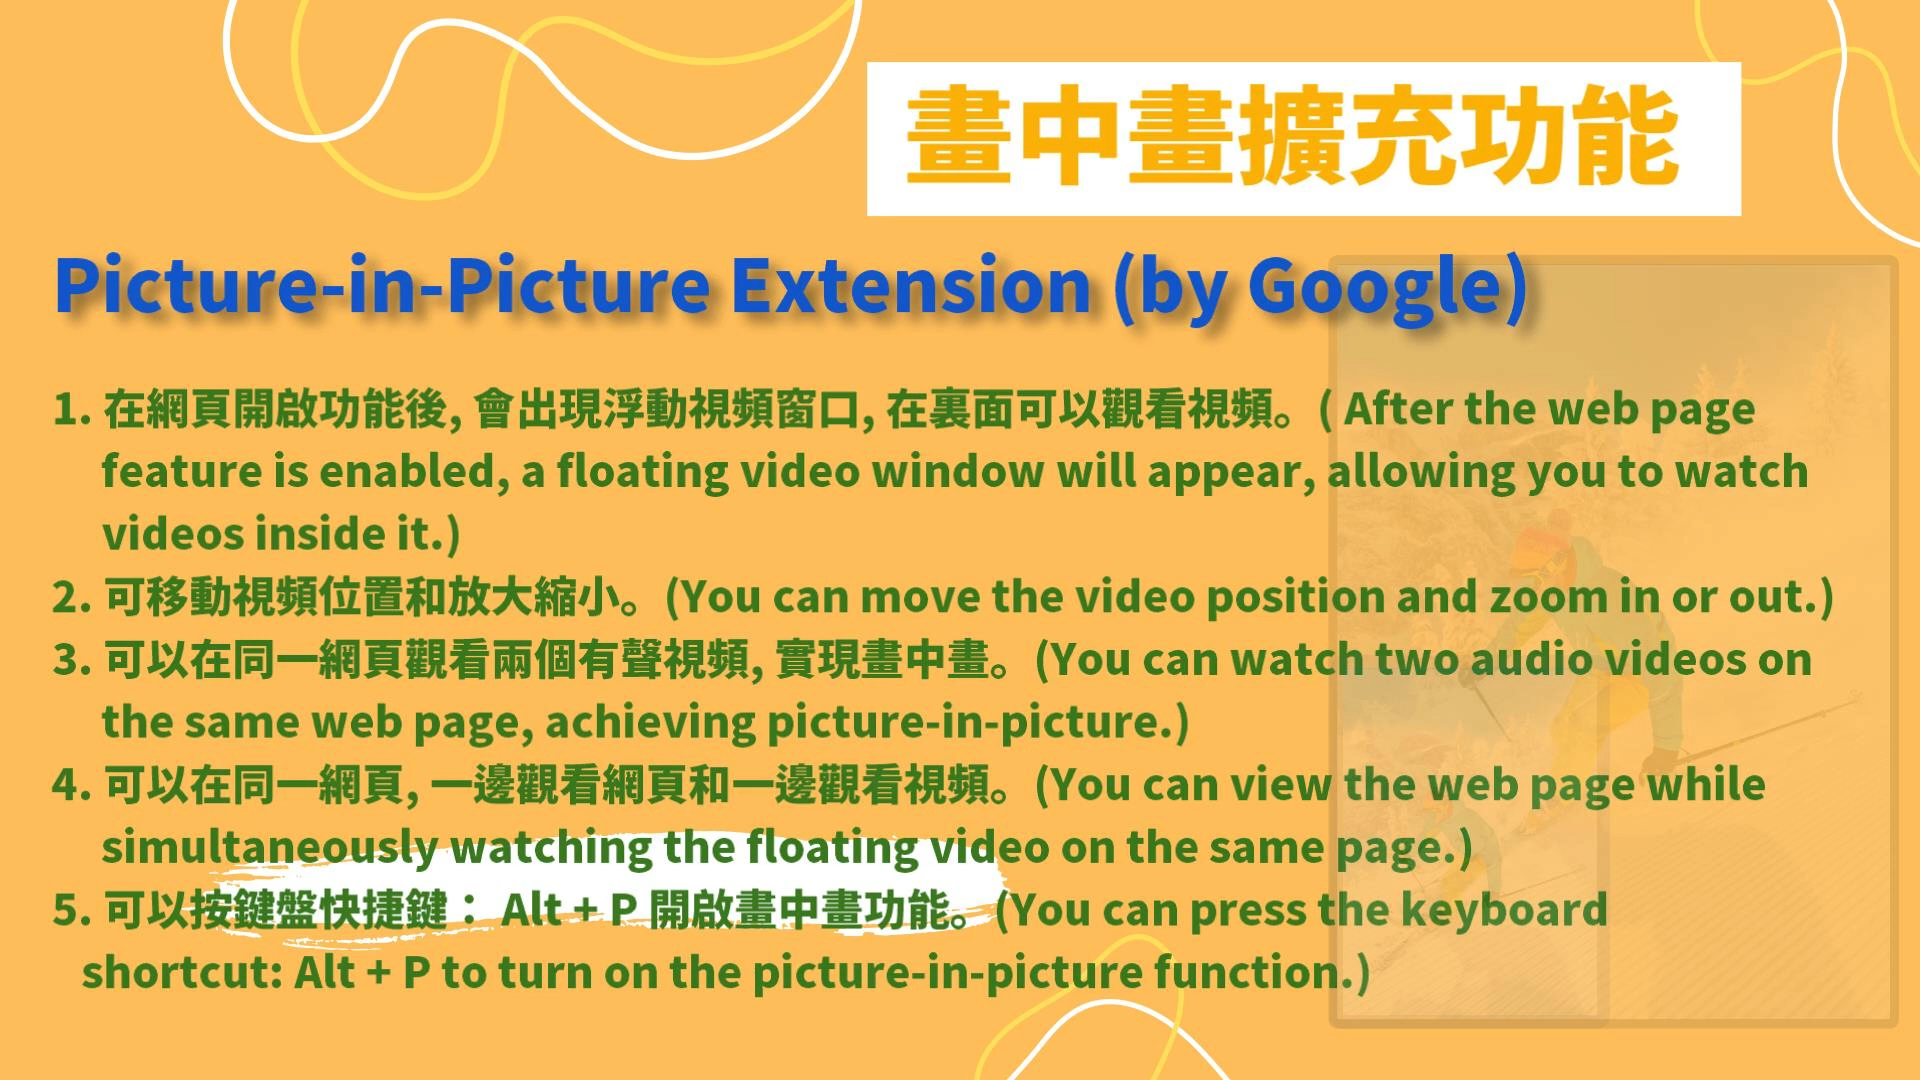 畫中畫擴充功能
Picture-in-Picture Extension (by Google)
1. 在網頁開啟功能後, 會出現浮動視頻窗口, 在裏面可以觀看視頻。( After the web page
feature is enabled, a floating video window will appear, allowing you to watch
videos inside it.)
2. 可移動視頻位置和放大縮小。(You can move the video position and zoom in or out.)
3. 可以在同一網頁觀看兩個有聲視頻, 實現畫中畫。(You can watch two audio videos on
the same web page, achieving picture-in-picture.)
4. 可以在同一網頁, 一邊觀看網頁和一邊觀看視頻。(You can view the web page while
simultaneously watching the floating video on the same page.)
5. 可以按鍵盤快捷鍵： Alt + P 開啟畫中畫功能。(You can press the keyboard
shortcut: Alt + P to turn on the picture-in-picture function.)